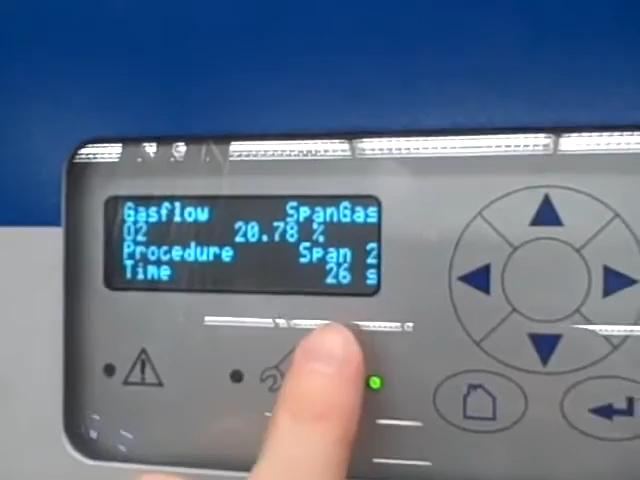 Gasflow SpanGas
O2 20.78 %
Procedure Span 2
Time 26 s